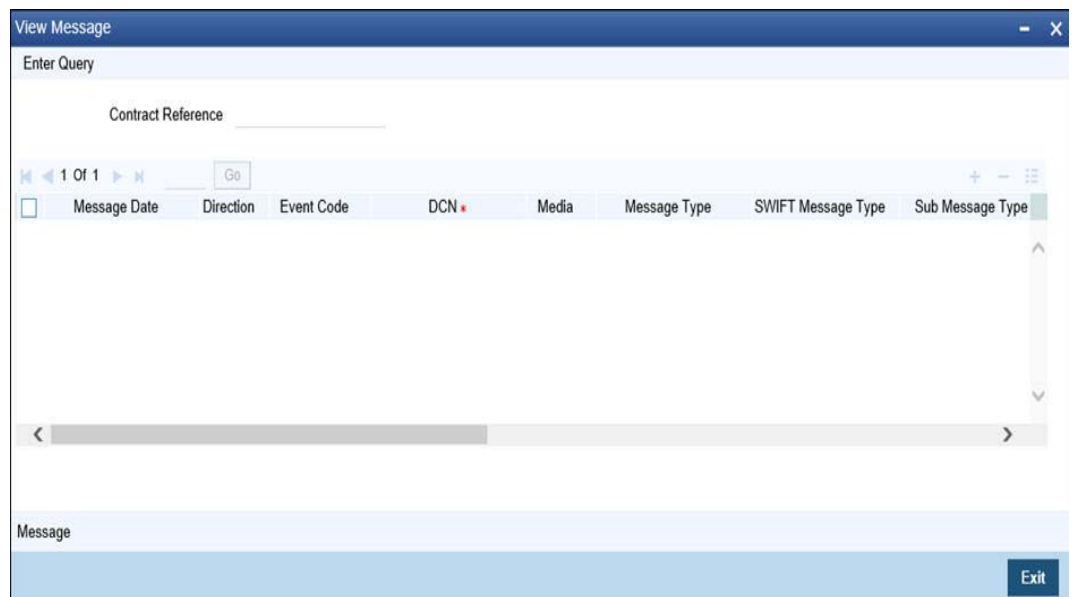 View Message
Enter Query
Contract Reference
1 Of 1 Go
Message Date Direction Event Code DCN * Media Message Type SWIFT Message Type Sub Message Type
Message
Exit